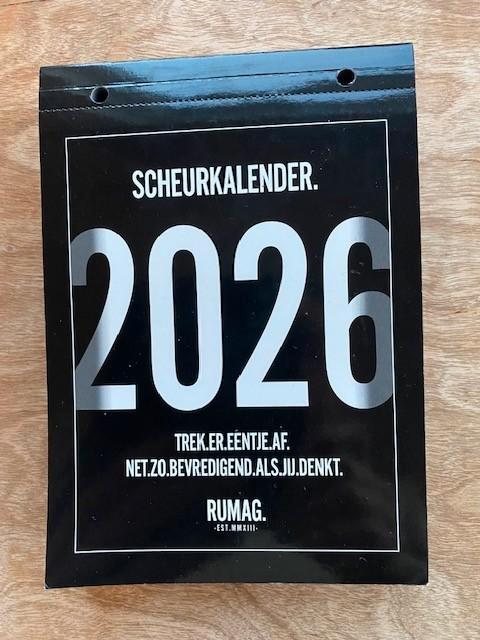 SCHEURKALENDER.
2026
TREK.ER.EENTJE.AF.
NET.ZO.BEVREDIGEND.ALS.JIJ.DENKT.
RUMAG.
-EST.MMXIII-